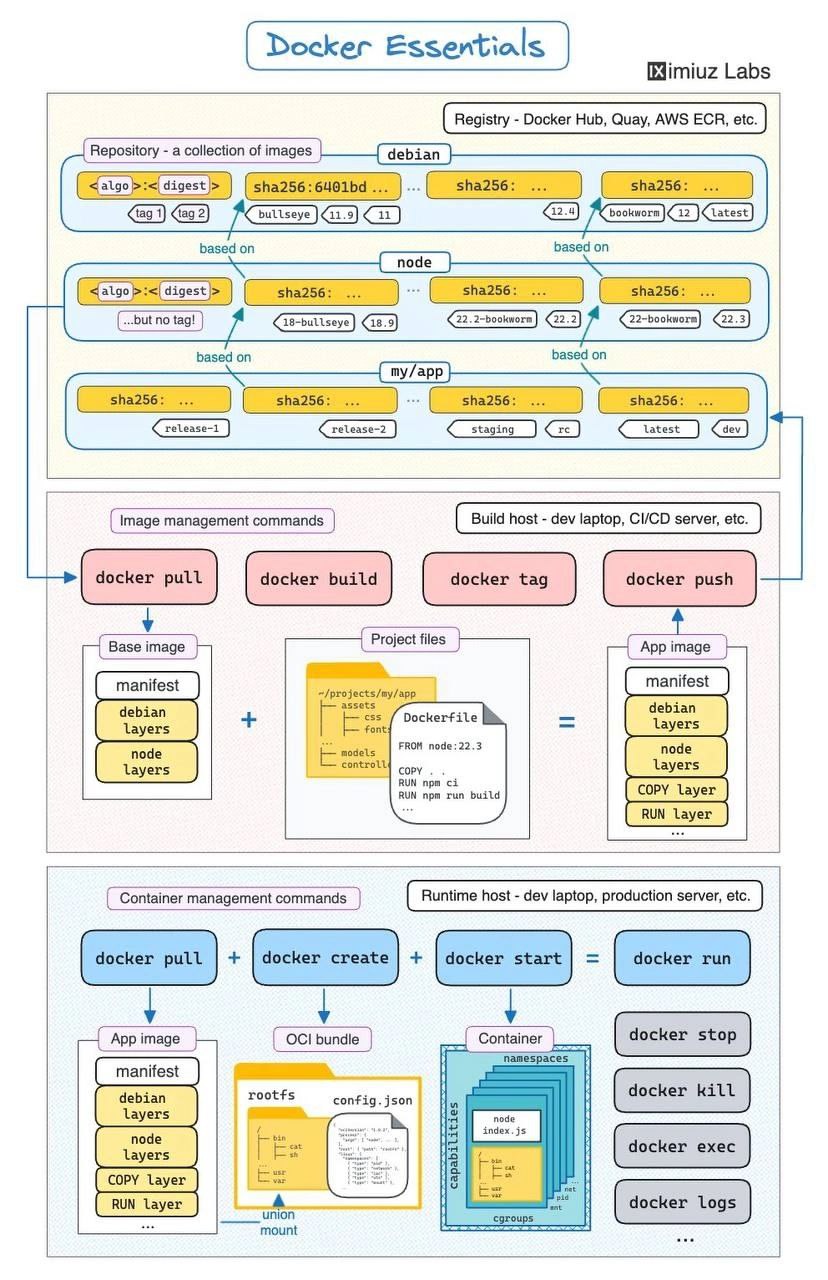 Docker Essentials
iximiuz Labs
Registry - Docker Hub, Quay, AWS ECR, etc.
Repository - a collection of images
debian
<algo>:<digest>
sha256:6401bd ...
...
sha256: ...
sha256: ...
tag 1
tag 2
bullseye
11.9
11
12.4
bookworm
12
latest
based on
based on
node
<algo>:<digest>
sha256: ...
...
sha256: ...
sha256: ...
...but no tag!
18-bullseye
18.9
22.2-bookworm
22.2
22-bookworm
22.3
based on
based on
my/app
sha256: ...
sha256: ...
...
sha256: ...
sha256: ...
release-1
release-2
staging
rc
latest
dev
Image management commands
Build host - dev laptop, CI/CD server, etc.
docker pull
docker build
docker tag
docker push
Base image
manifest
debian
layers
node
layers
+
Project files
~/projects/my/app
assets
css
fonts
...
models
controlle
Dockerfile
FROM node:22.3
COPY . .
RUN npm ci
RUN npm run build
...
=
App image
manifest
debian
layers
node
layers
COPY layer
RUN layer
...
Container management commands
Runtime host - dev laptop, production server, etc.
docker pull
+
docker create
+
docker start
=
docker run
App image
manifest
debian
layers
node
layers
COPY layer
RUN layer
...
OCI bundle
rootfs
/
bin
cat
sh
...
usr
var
config.json
union
mount
Container
namespaces
capabilities
node
index.js
/
bin
cat
sh
...
usr
var
net
pid
mnt
cgroups
docker stop
docker kill
docker exec
docker logs
...